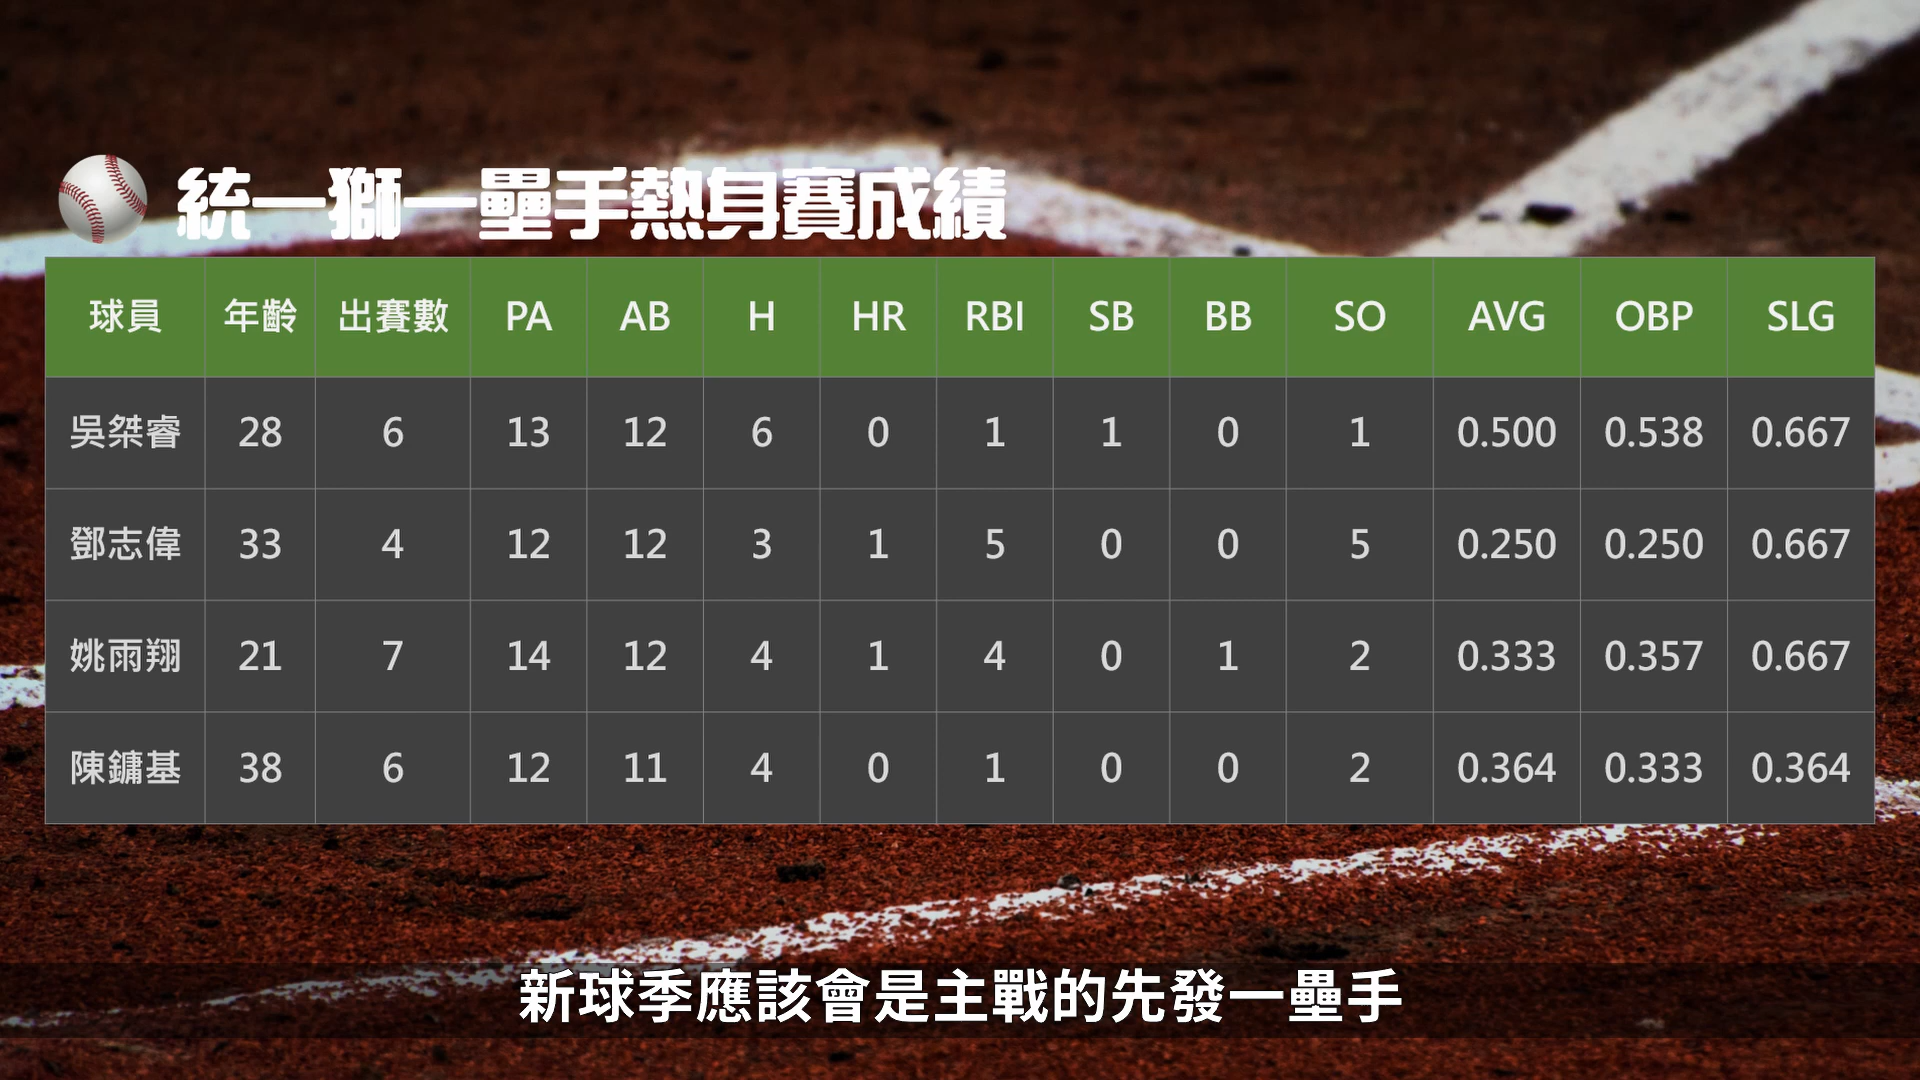 統一獅一壘手熱身賽成績
球員 年齡 出賽數 PA AB H HR RBI SB BB SO AVG OBP SLG
吳桀睿 28 6 13 12 6 0 1 1 0 1 0.500 0.538 0.667
鄧志偉 33 4 12 12 3 1 5 0 0 5 0.250 0.250 0.667
姚雨翔 21 7 14 12 4 1 4 0 1 2 0.333 0.357 0.667
陳鏞基 38 6 12 11 4 0 1 0 0 2 0.364 0.333 0.364
新球季應該會是主戰的先發一壘手